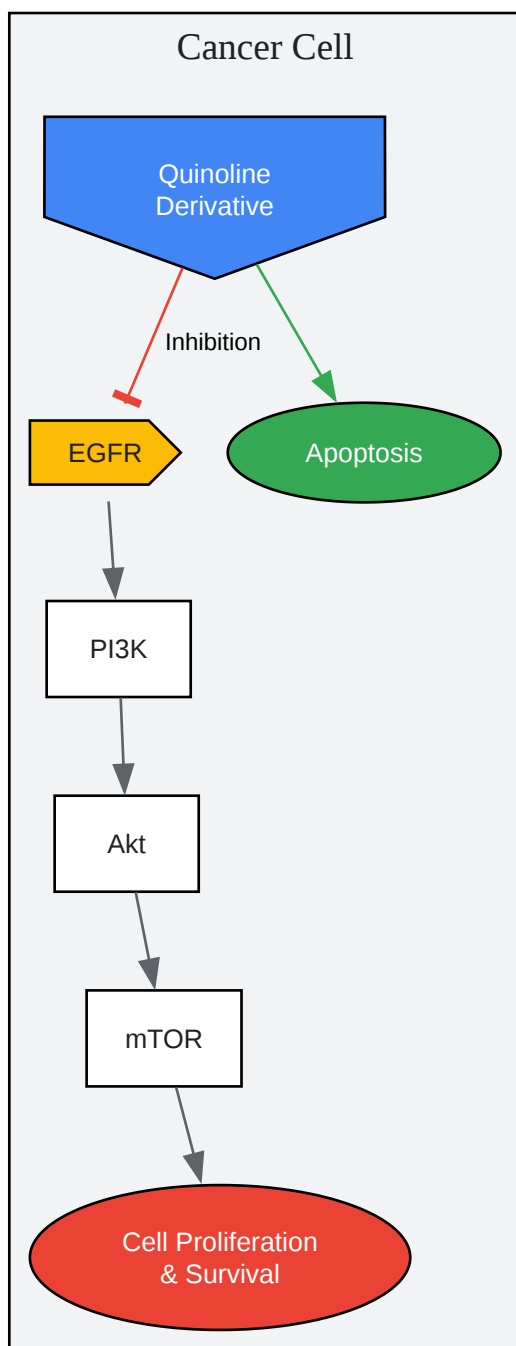 Cancer Cell
Quinoline
Derivative
Inhibition
EGFR
Apoptosis
PI3K
Akt
mTOR
Cell Proliferation
& Survival